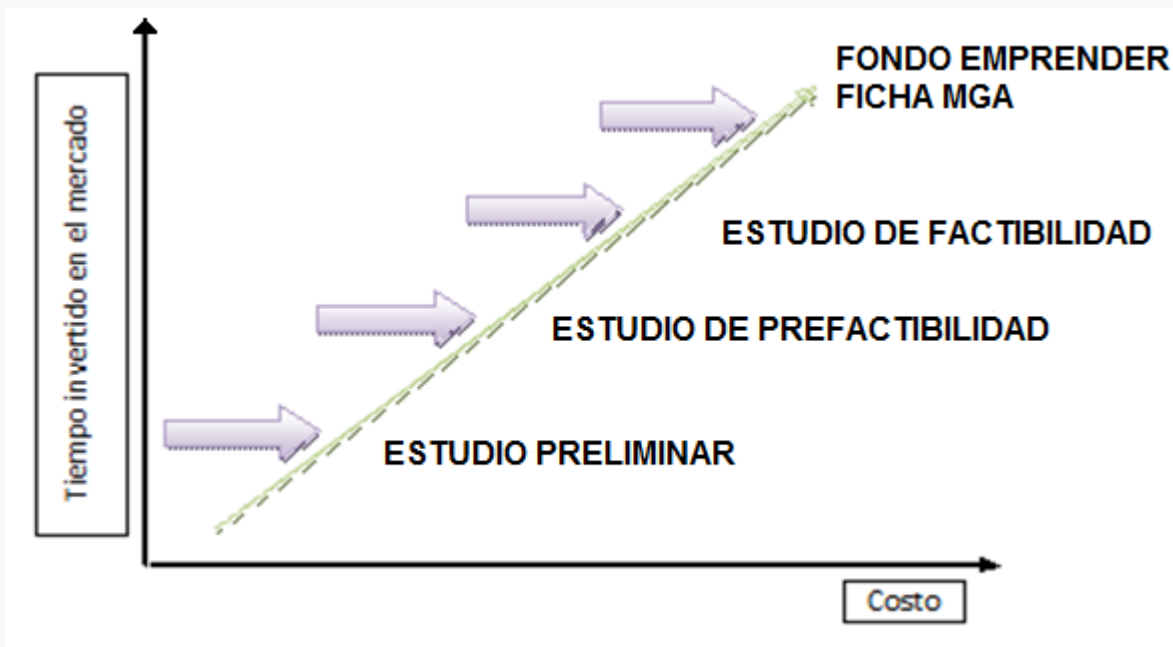 FONDO EMPRENDER
FICHA MGA
Tiempo invertido en el mercado
ESTUDIO DE FACTIBILIDAD
ESTUDIO DE PREFACTIBILIDAD
ESTUDIO PRELIMINAR
Costo